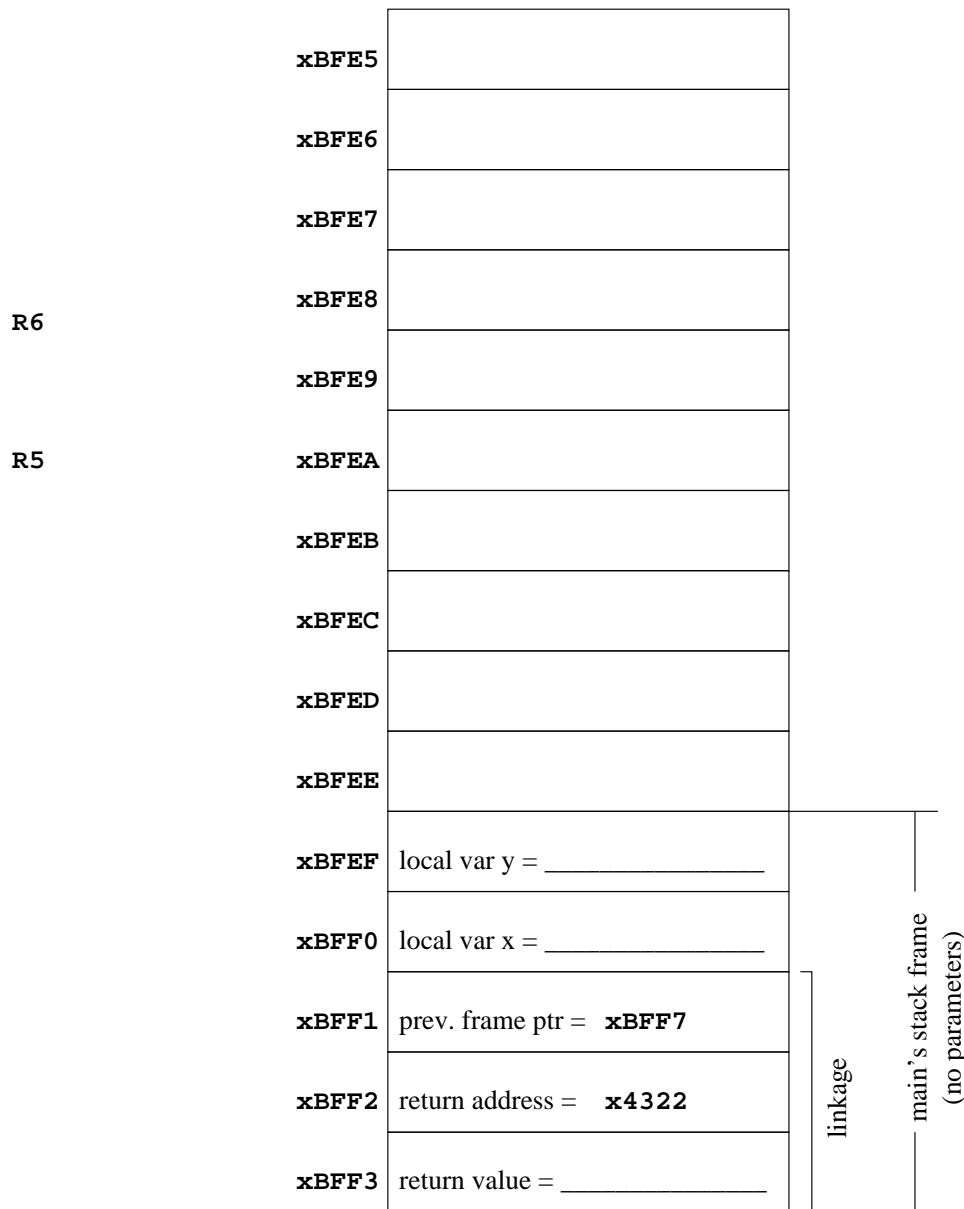 xBFE5
xBFE6
xBFE7
xBFE8
R6
xBFE9
R5 xBFEA
xBFEB
xBFEC
xBFED
xBFEE
xBFEF local var y = ________________
xBFF0 local var x = ________________
xBFF1 prev. frame ptr = xBFF7
xBFF2 return address = x4322
xBFF3 return value = _______________
linkage
main’s stack frame
(no parameters)